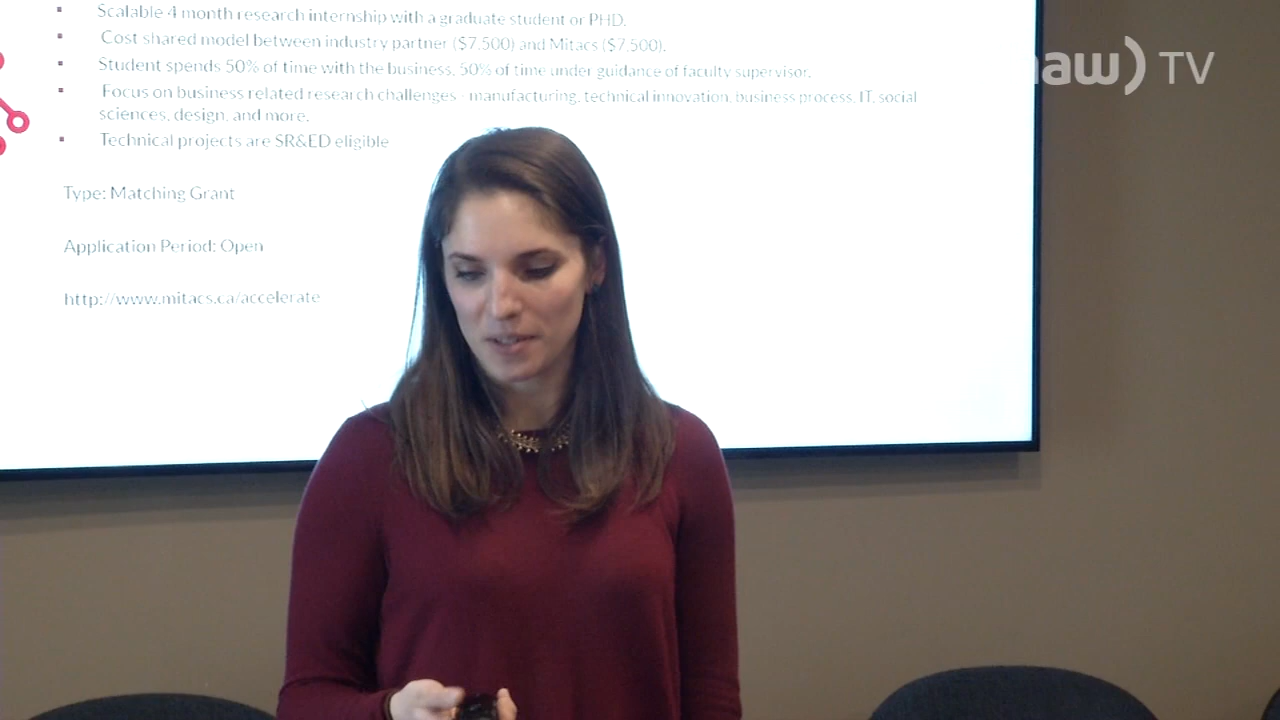 Scalable 4 month research internship with a graduate student or PHD.
Cost shared model between industry partner ($7,500) and Mitacs ($7,500).
Student spends 50% of time with the business, 50% of time under guidance of faculty supervisor.
Focus on business related research challenges - manufacturing, technical innovation, business process, IT, social
sciences, design, and more.
Technical projects are SR&ED eligible
Type: Matching Grant
Application Period: Open
http://www.mitacs.ca/accelerate
haw) TV